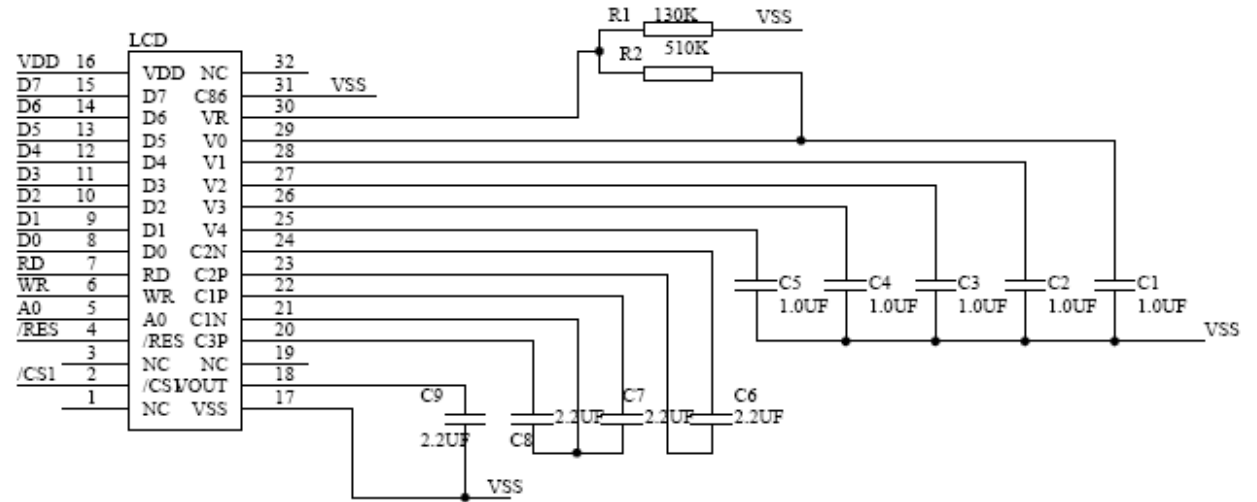 R1 130K VSS
LCD
R2 510K
VDD 16 VDD NC 32
D7 15 D7 C86 31 VSS
D6 14 D6 VR 30
D5 13 D5 V0 29
D4 12 D4 V1 28
D3 11 D3 V2 27
D2 10 D2 V3 26
D1 9 D1 V4 25
D0 8 D0 C2N 24
RD 7 RD C2P 23
WR 6 WR C1P 22
A0 5 A0 C1N 21
/RES 4 /RES C3P 20
3 NC NC 19
/CS1 2 /CS1 VOUT 18
1 NC VSS 17
C5 C4 C3 C2 C1
1.0UF 1.0UF 1.0UF 1.0UF 1.0UF
VSS
C9 C7 C6
2.2UF 2.2UF 2.2UF
2.2UF C8
VSS